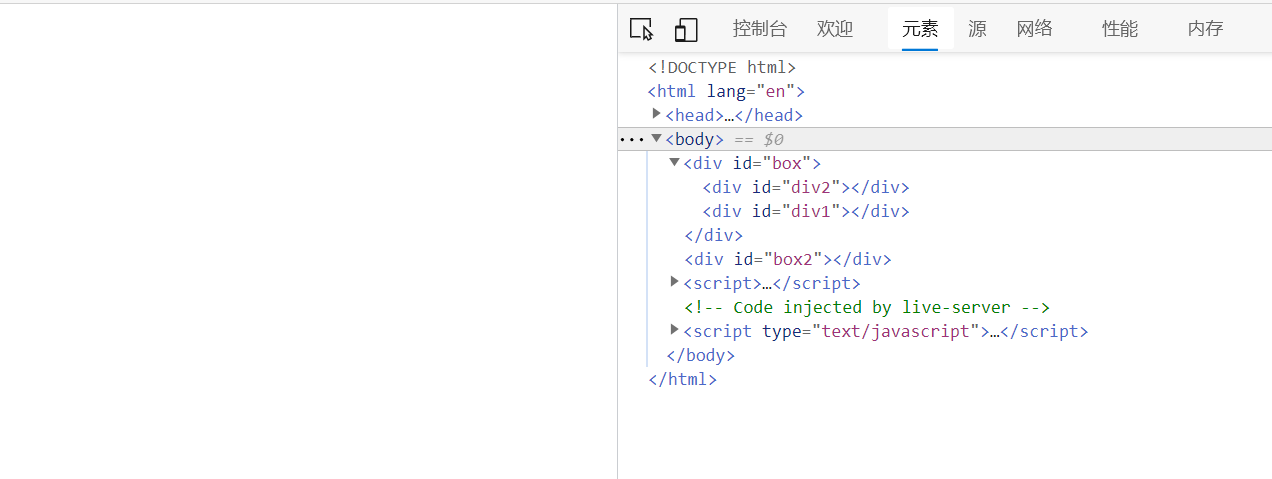 控制台 欢迎 元素 源 网络 性能 内存
<!DOCTYPE html>
<html lang="en">
<head>…</head>
··· <body> == $0
<div id="box">
<div id="div2"></div>
<div id="div1"></div>
</div>
<div id="box2"></div>
<script>…</script>
<!-- Code injected by live-server -->
<script type="text/javascript">…</script>
</body>
</html>